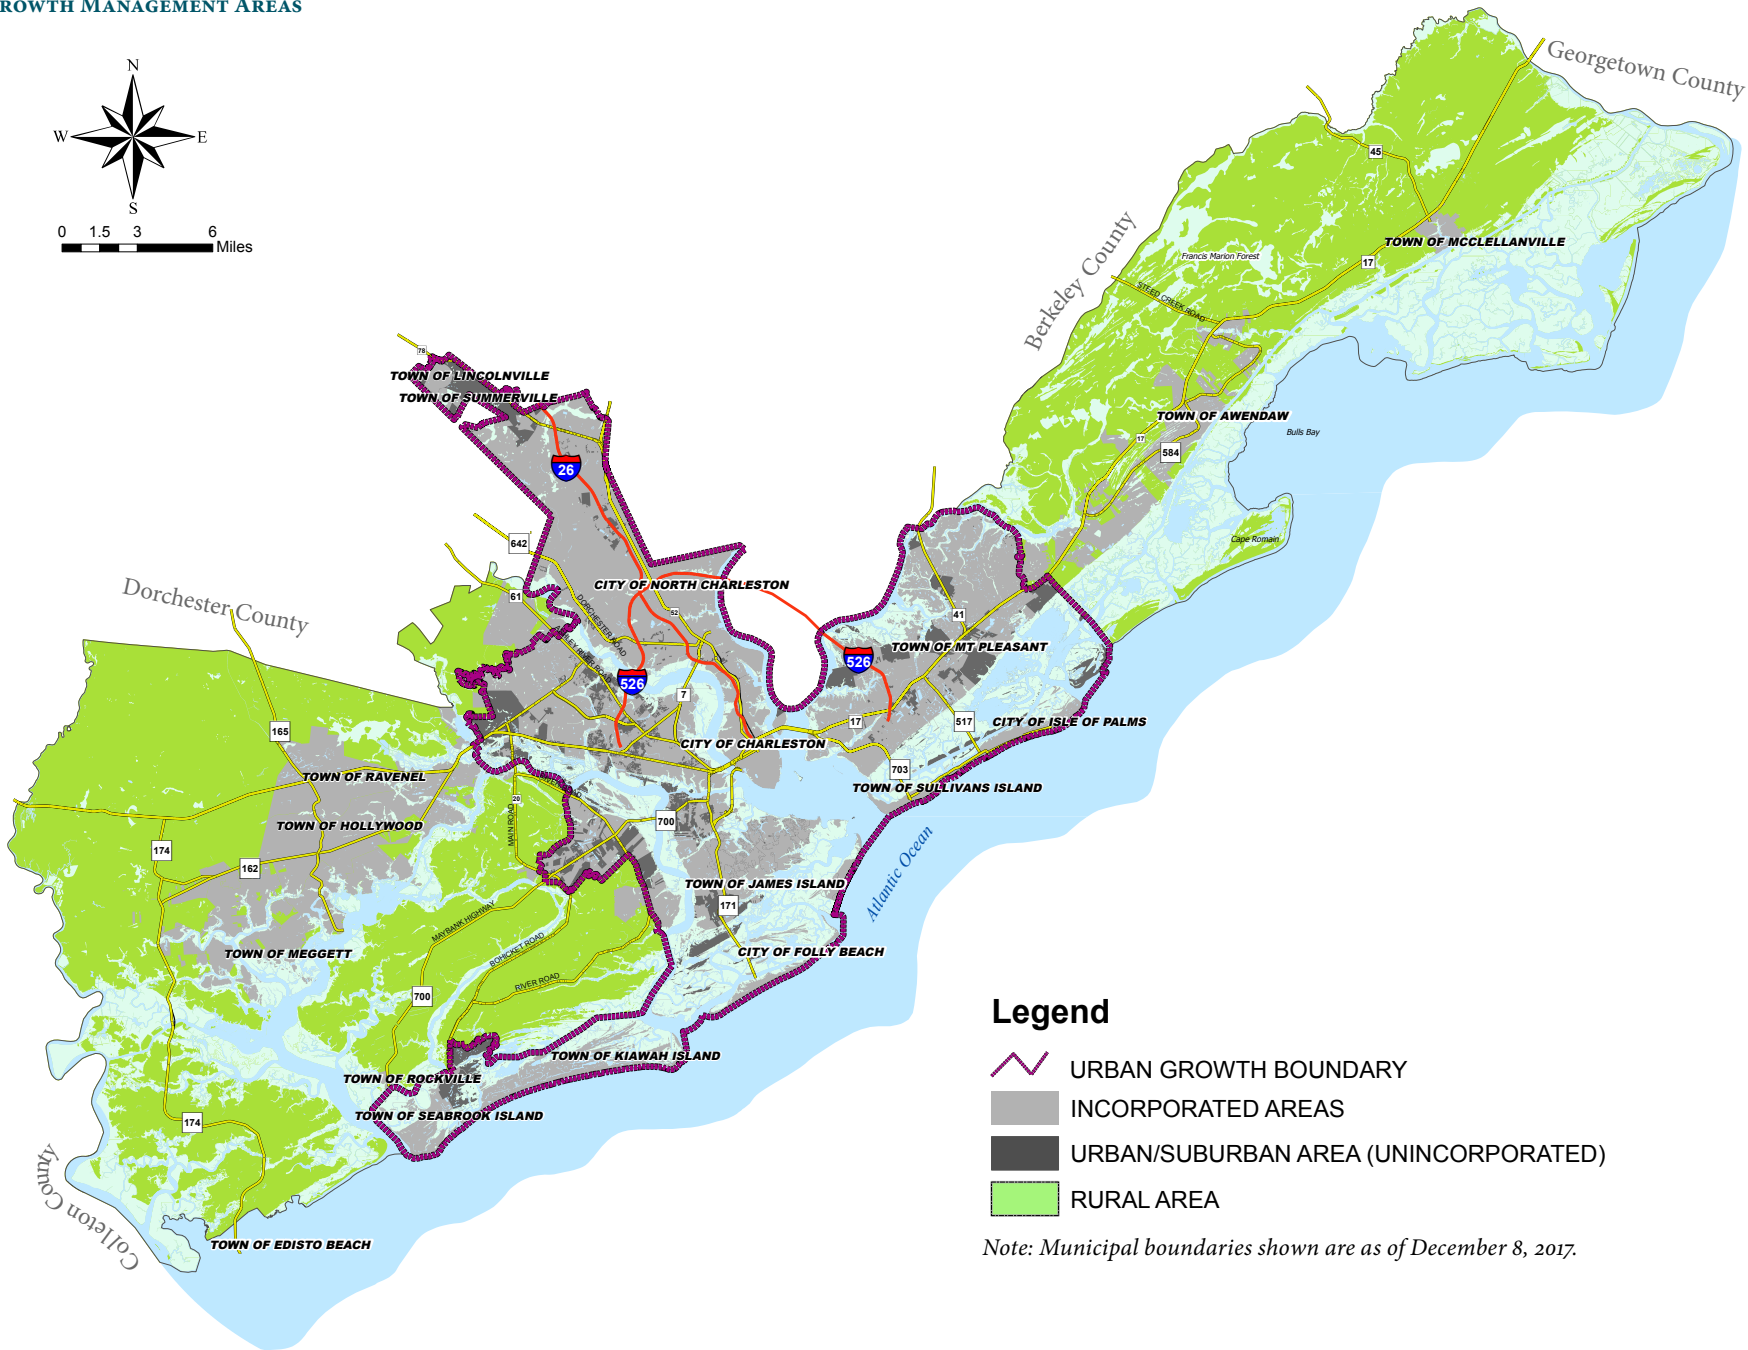 ROWTH MANAGEMENT AREAS
N
W
E
S
0 1.5 3 6
Miles
Georgetown County
Berkeley County
Dorchester County
Colleton County
45
TOWN OF MCCLELLANVILLE
17
Francis Marion Forest
STEED CREEK ROAD
TOWN OF AWENDAW
Bulls Bay
17
584
Cape Romain
78
TOWN OF LINCOLNVILLE
TOWN OF SUMMERVILLE
26
642
61
CITY OF NORTH CHARLESTON
DORCHESTER ROAD
52
ASHLEY RIVER ROAD
41
TOWN OF MT PLEASANT
526
526
7
17
517
CITY OF ISLE OF PALMS
165
CITY OF CHARLESTON
703
TOWN OF RAVENEL
TOWN OF SULLIVANS ISLAND
20
MAIN ROAD
RIVER ROAD
700
TOWN OF HOLLYWOOD
174
162
Atlantic Ocean
TOWN OF JAMES ISLAND
171
MAYBANK HIGHWAY
BOHICKET ROAD
TOWN OF MEGGETT
CITY OF FOLLY BEACH
RIVER ROAD
700
TOWN OF KIAWAH ISLAND
TOWN OF ROCKVILLE
TOWN OF SEABROOK ISLAND
174
TOWN OF EDISTO BEACH
Legend
URBAN GROWTH BOUNDARY
INCORPORATED AREAS
URBAN/SUBURBAN AREA (UNINCORPORATED)
RURAL AREA
Note: Municipal boundaries shown are as of December 8, 2017.